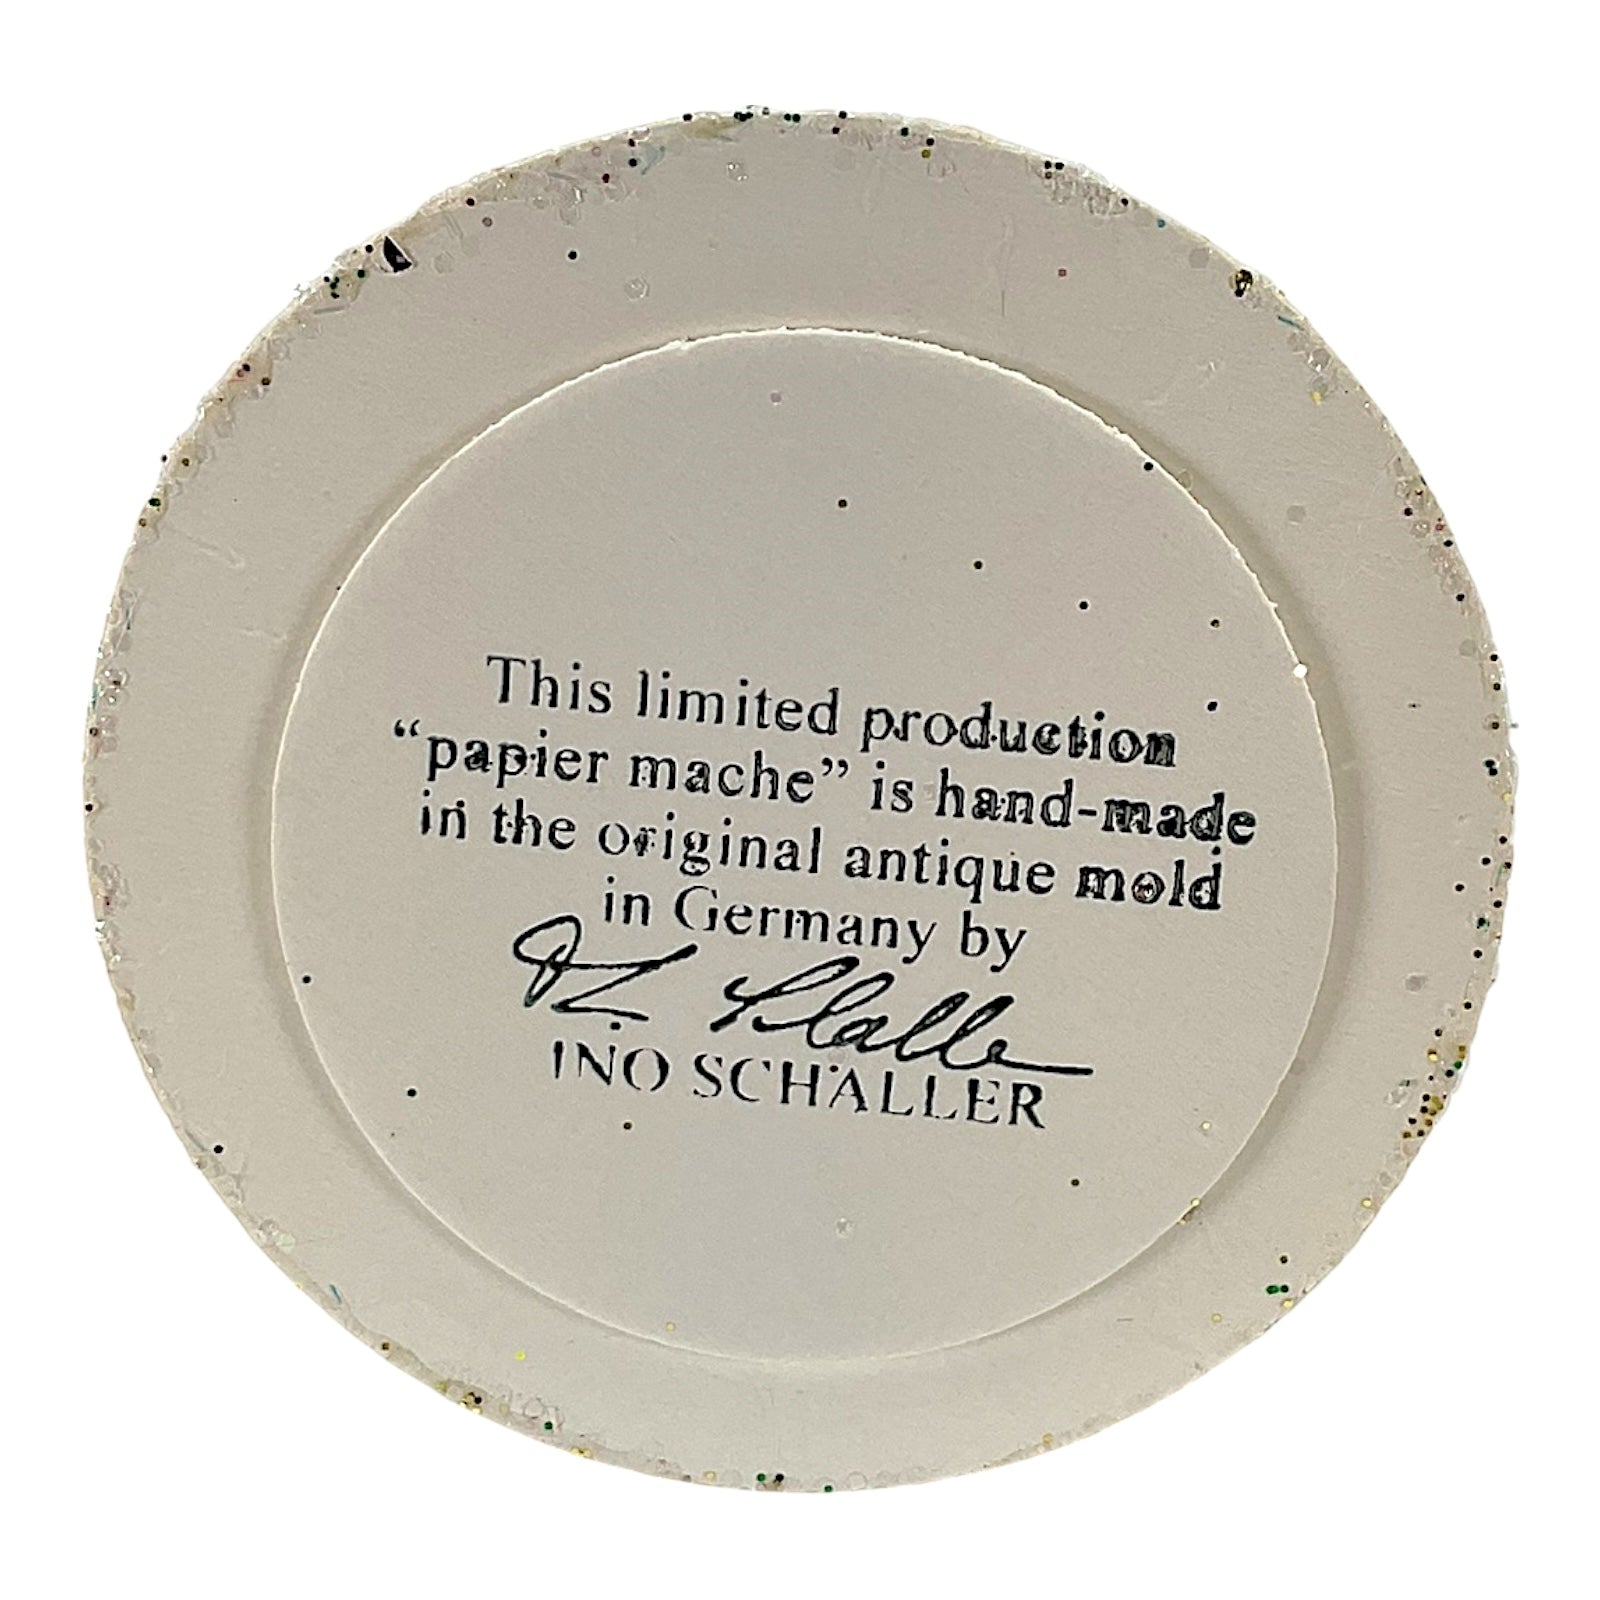 This limited production
“papier mache” is hand-made
in the original antique mold
in Germany by
INO SCHALLER